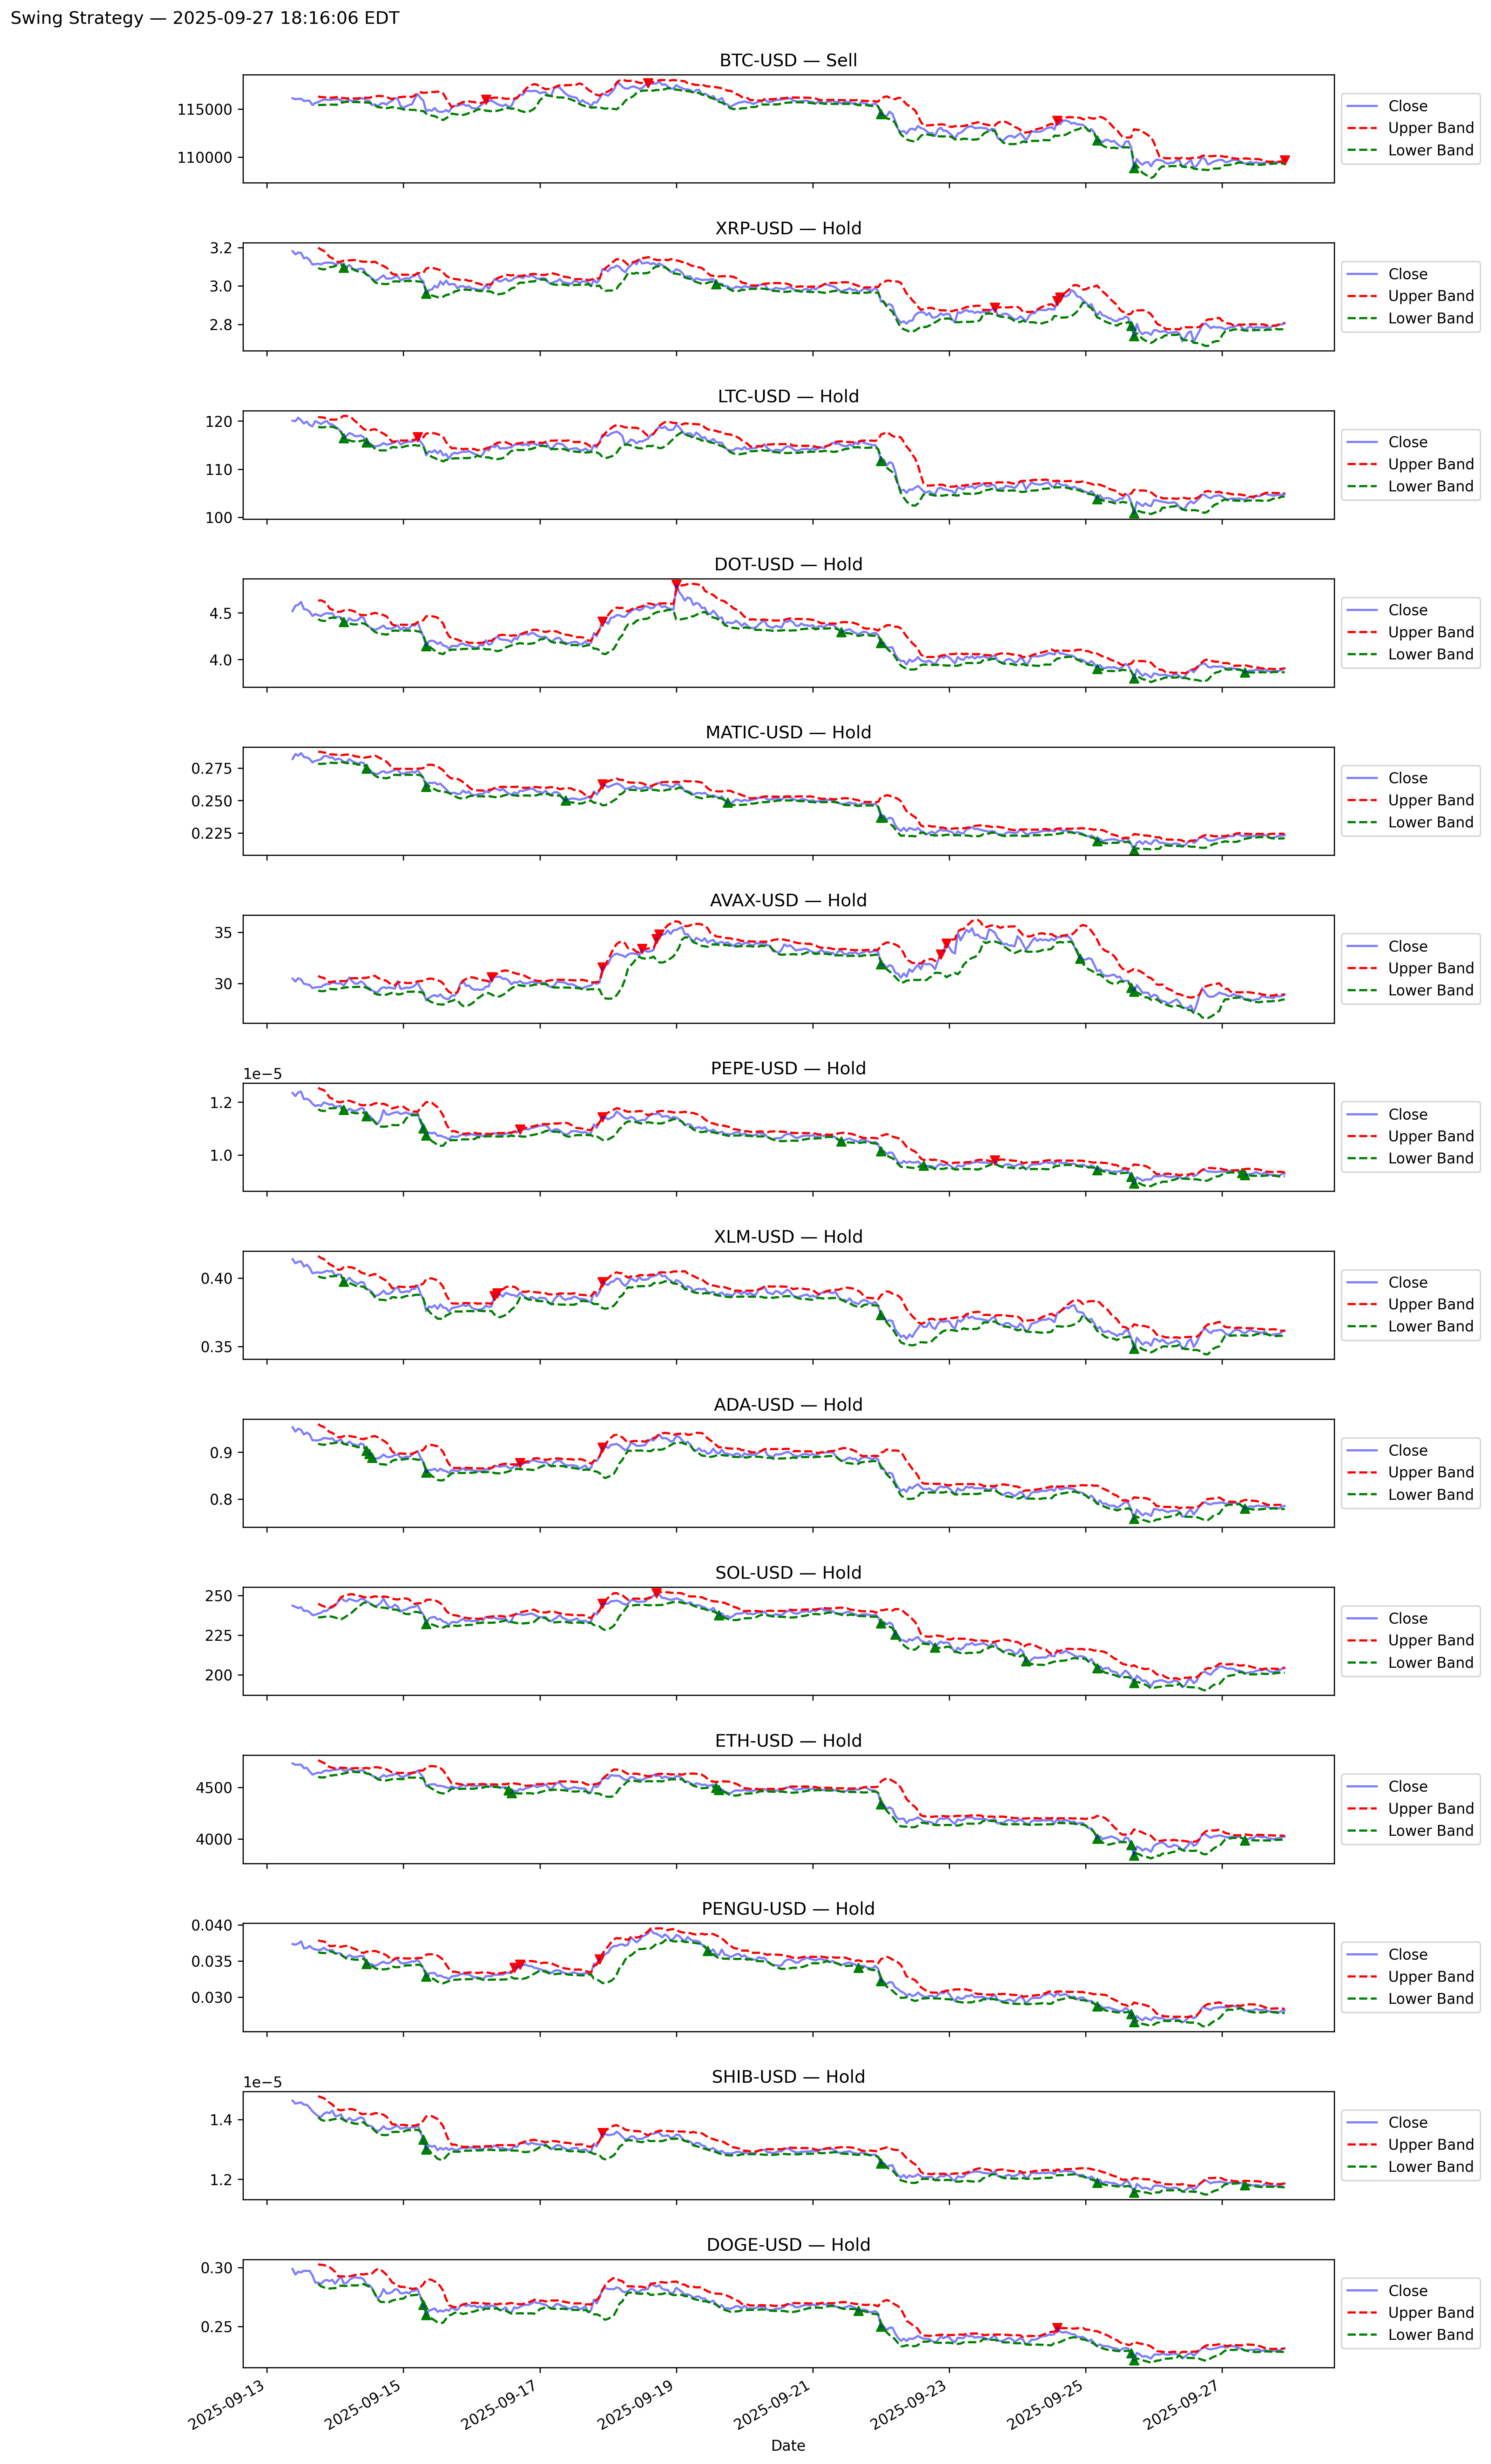 Swing Strategy — 2025-09-27 18:16:06 EDT
BTC-USD — Sell
115000
110000
Close
Upper Band
Lower Band
XRP-USD — Hold
3.2
3.0
2.8
Close
Upper Band
Lower Band
LTC-USD — Hold
120
110
100
Close
Upper Band
Lower Band
DOT-USD — Hold
4.5
4.0
Close
Upper Band
Lower Band
MATIC-USD — Hold
0.275
0.250
0.225
Close
Upper Band
Lower Band
AVAX-USD — Hold
35
30
Close
Upper Band
Lower Band
PEPE-USD — Hold
1e−5
1.2
1.0
Close
Upper Band
Lower Band
XLM-USD — Hold
0.40
0.35
Close
Upper Band
Lower Band
ADA-USD — Hold
0.9
0.8
Close
Upper Band
Lower Band
SOL-USD — Hold
250
225
200
Close
Upper Band
Lower Band
ETH-USD — Hold
4500
4000
Close
Upper Band
Lower Band
PENGU-USD — Hold
0.040
0.035
0.030
Close
Upper Band
Lower Band
SHIB-USD — Hold
1e−5
1.4
1.2
Close
Upper Band
Lower Band
DOGE-USD — Hold
0.30
0.25
Close
Upper Band
Lower Band
2025-09-13
2025-09-15
2025-09-17
2025-09-19
2025-09-21
2025-09-23
2025-09-25
2025-09-27
Date